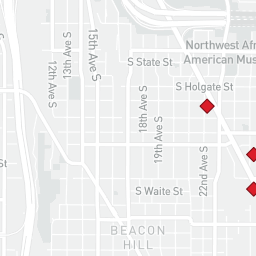 Northwest Afr
American Mus
S State St
S Holgate St
12th Ave S
13th Ave S
15th Ave S
18th Ave S
19th Ave S
22nd Ave S
S Waite St
BEACON
HILL